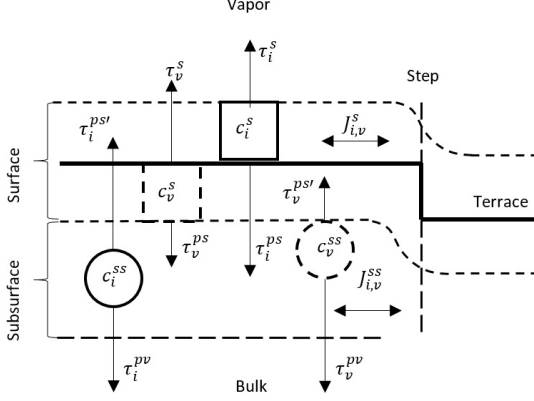 Vapor
τ_i^s
τ_v^s
Step
τ_i^{ps'}
c_i^s
J_{i,v}^s
Surface
c_v^s
τ_v^{ps'}
Terrace
τ_v^{ps}
τ_i^{ps}
c_v^{ss}
c_i^{ss}
J_{i,v}^{ss}
Subsurface
τ_i^{pv}
τ_v^{pv}
Bulk